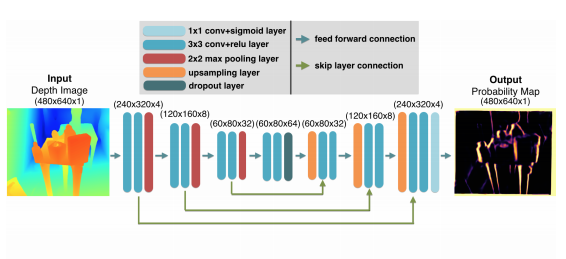 1x1 conv+sigmoid layer
3x3 conv+relu layer
2x2 max pooling layer
upsampling layer
dropout layer
feed forward connection
skip layer connection
Input
Depth Image
(480x640x1)
(240x320x4)
(120x160x8)
(60x80x32)
(60x80x64)
(60x80x32)
(120x160x8)
(240x320x4)
Output
Probability Map
(480x640x1)